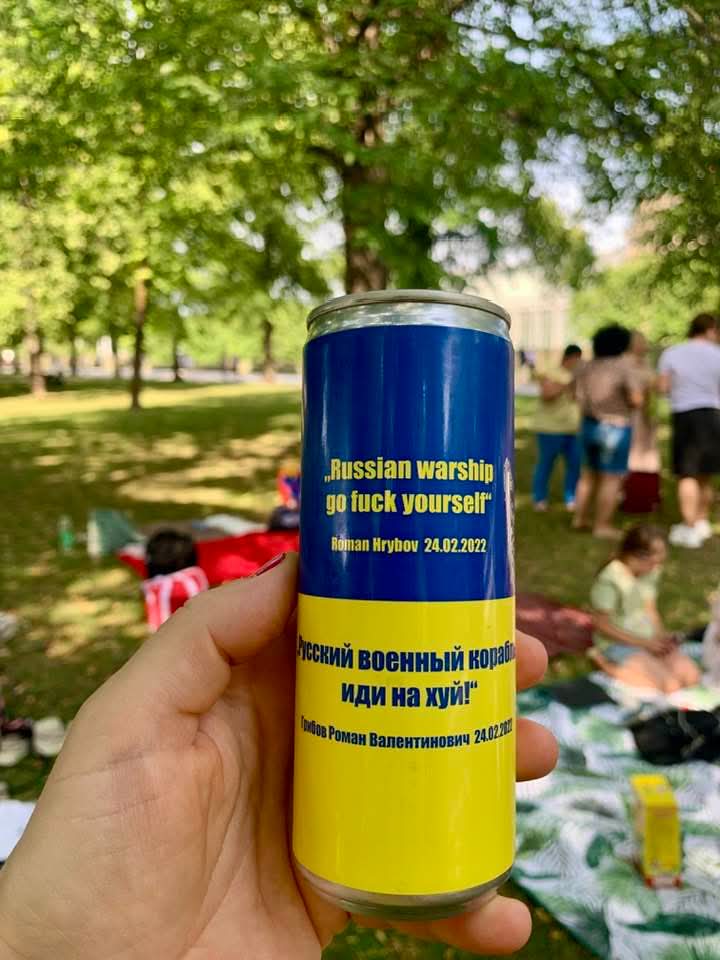 „Russian warship
go fuck yourself“
Roman Hrybov 24.02.2022
„Русский военный корабль
иди на хуй!“
Грибов Роман Валентинович 24.02.2022